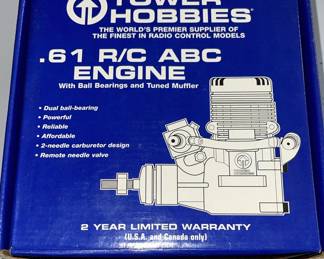 TOWER
HOBBIES®
THE WORLD'S PREMIER SUPPLIER OF
THE FINEST IN RADIO CONTROL MODELS
.61 R/C ABC
ENGINE
With Ball Bearings and Tuned Muffler
• Dual ball-bearing
• Powerful
• Reliable
• Affordable
• 2-needle carburetor design
• Remote needle valve
2 YEAR LIMITED WARRANTY
(U.S.A. and Canada only)